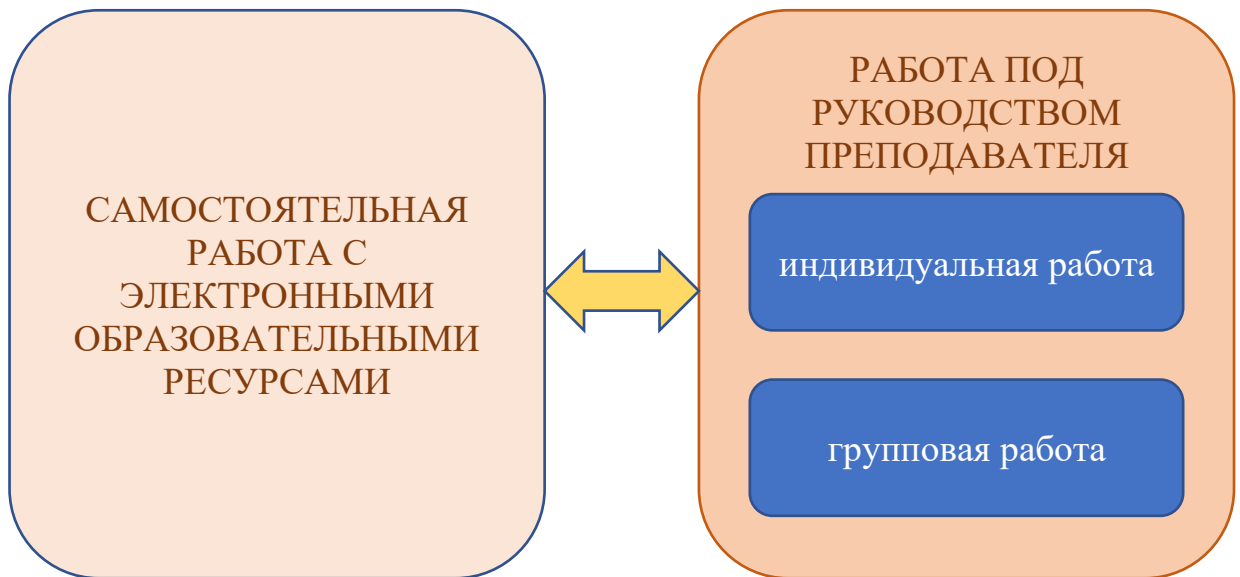 САМОСТОЯТЕЛЬНАЯ
РАБОТА С
ЭЛЕКТРОННЫМИ
ОБРАЗОВАТЕЛЬНЫМИ
РЕСУРСАМИ
РАБОТА ПОД
РУКОВОДСТВОМ
ПРЕПОДАВАТЕЛЯ
индивидуальная работа
групповая работа